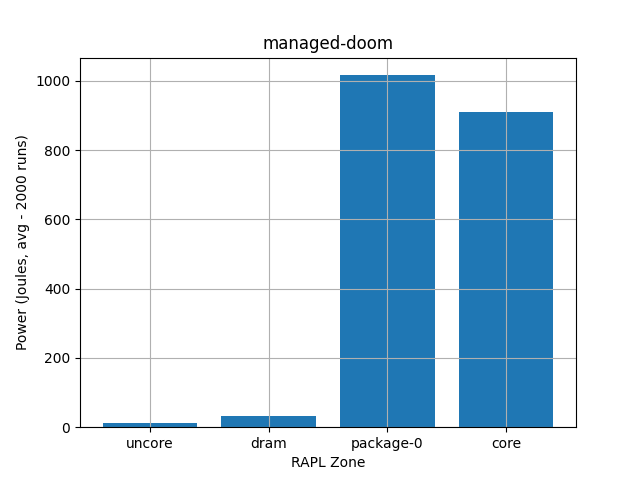 managed-doom
1000
800
600
400
200
0
Power (Joules, avg - 2000 runs)
uncore dram package-0 core
RAPL Zone